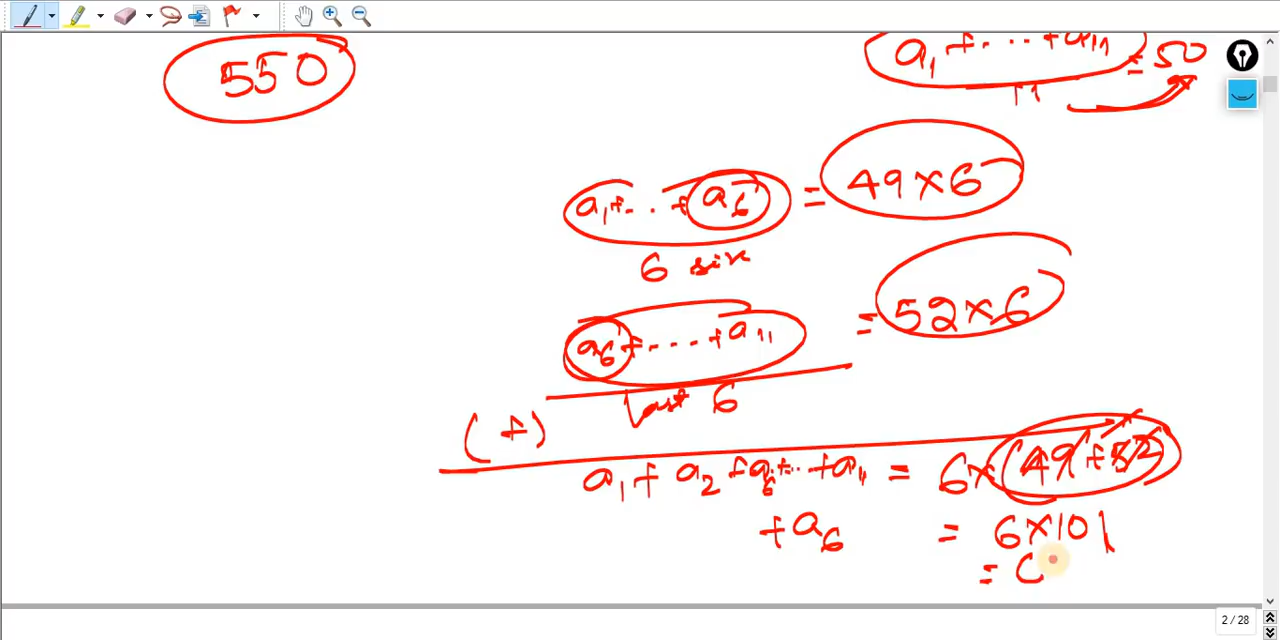 550
a₁+...+a₁₁ = 50
11
a₁+...+a₆ = 49×6
6 six
a₆+...+a₁₁ = 52×6
last 6
(+)
a₁+a₂+a₆+..+a₁₁ = 6×(49+52)
+a₆ = 6×101
=
2 / 28